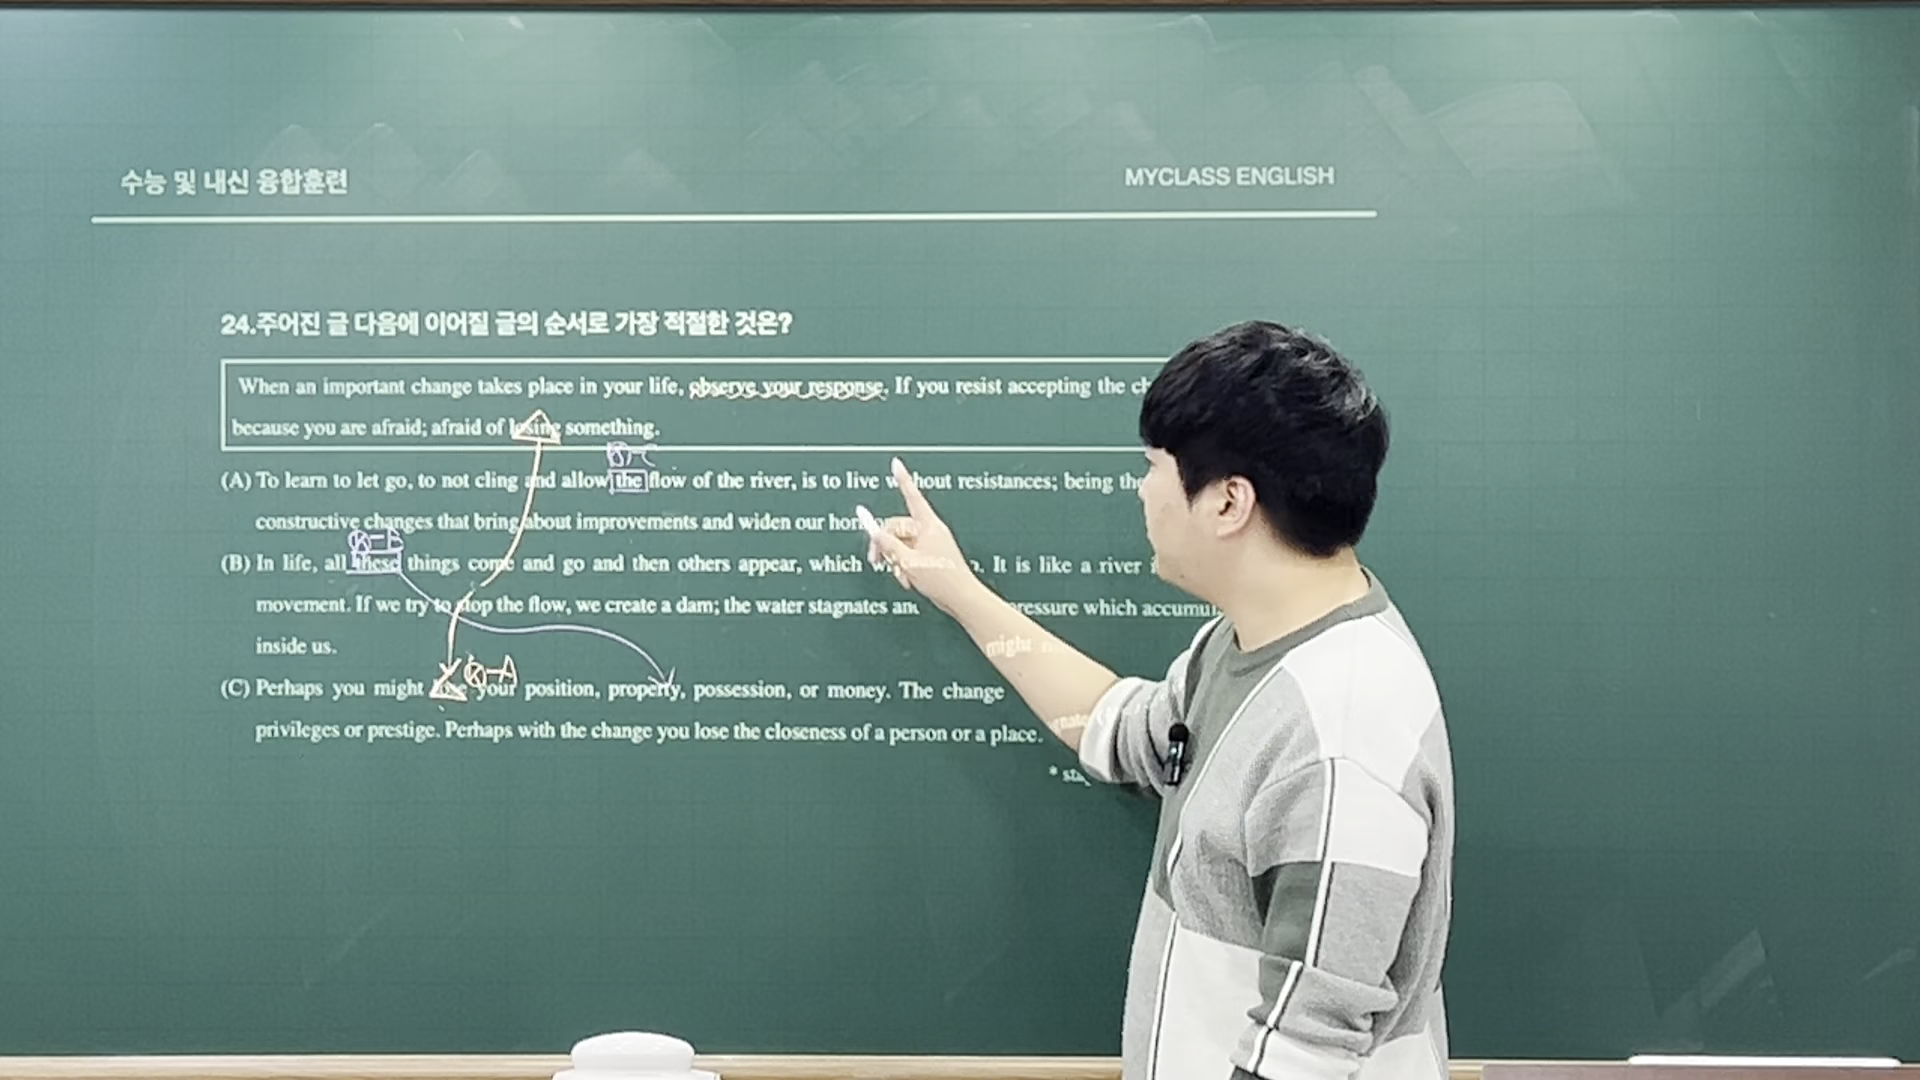 수능 및 내신 융합훈련
MYCLASS ENGLISH
24.주어진 글 다음에 이어질 글의 순서로 가장 적절한 것은?
When an important change takes place in your life, observe your response. If you resist accepting the
because you are afraid; afraid of losing something.
(A) To learn to let go, to not cling and allow the flow of the river, is to live without resistances; being the
constructive changes that bring about improvements and widen our
(B) In life, all these things come and go and then others appear, which It is like a river
movement. If we try to stop the flow, we create a dam; the water stagnates pressure which
inside us.
(C) Perhaps you might your position, property, possession, or money. The change might
privileges or prestige. Perhaps with the change you lose the closeness of a person or a place.